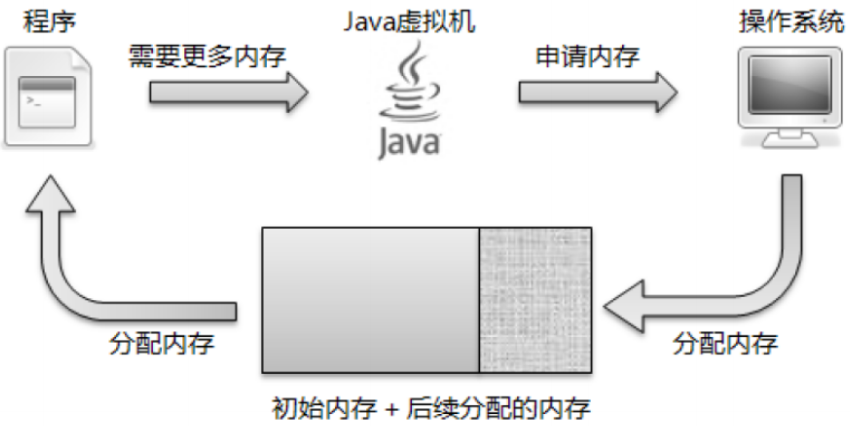 程序
Java虚拟机
操作系统
需要更多内存
申请内存
>_
Java
分配内存
分配内存
初始内存 + 后续分配的内存